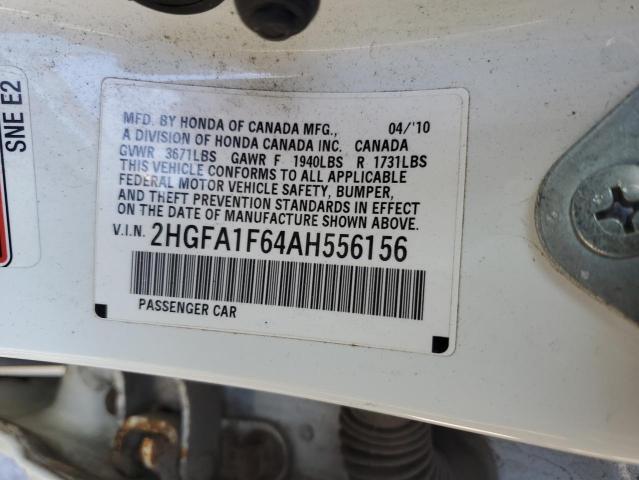 SNE E2
MFD. BY HONDA OF CANADA MFG., 04/'10
A DIVISION OF HONDA CANADA INC. CANADA
GVWR 3671LBS GAWR F 1940LBS R 1731LBS
THIS VEHICLE CONFORMS TO ALL APPLICABLE
FEDERAL MOTOR VEHICLE SAFETY, BUMPER,
AND THEFT PREVENTION STANDARDS IN EFFECT
ON THE DATE OF MANUFACTURE SHOWN ABOVE.
V.I.N. 2HGFA1F64AH556156
PASSENGER CAR